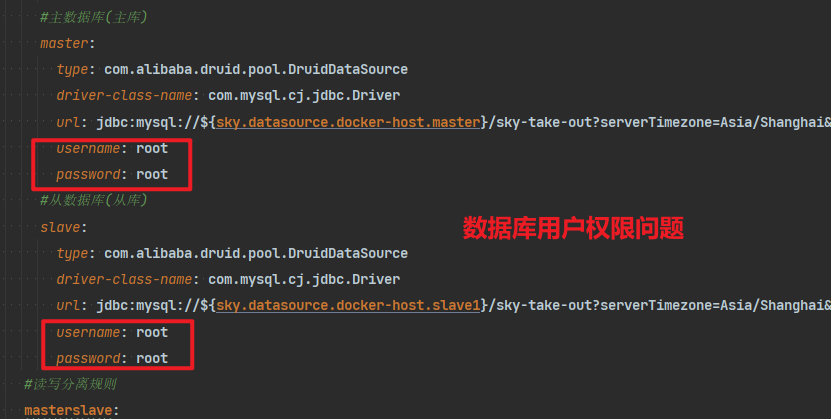 #主数据库(主库)
master:
type: com.alibaba.druid.pool.DruidDataSource
driver-class-name: com.mysql.cj.jdbc.Driver
url: jdbc:mysql://${sky.datasource.docker-host.master}/sky-take-out?serverTimezone=Asia/Shanghai&
username: root
password: root
#从数据库(从库)
slave:
数据库用户权限问题
type: com.alibaba.druid.pool.DruidDataSource
driver-class-name: com.mysql.cj.jdbc.Driver
url: jdbc:mysql://${sky.datasource.docker-host.slave1}/sky-take-out?serverTimezone=Asia/Shanghai&
username: root
password: root
#读写分离规则
masterslave: